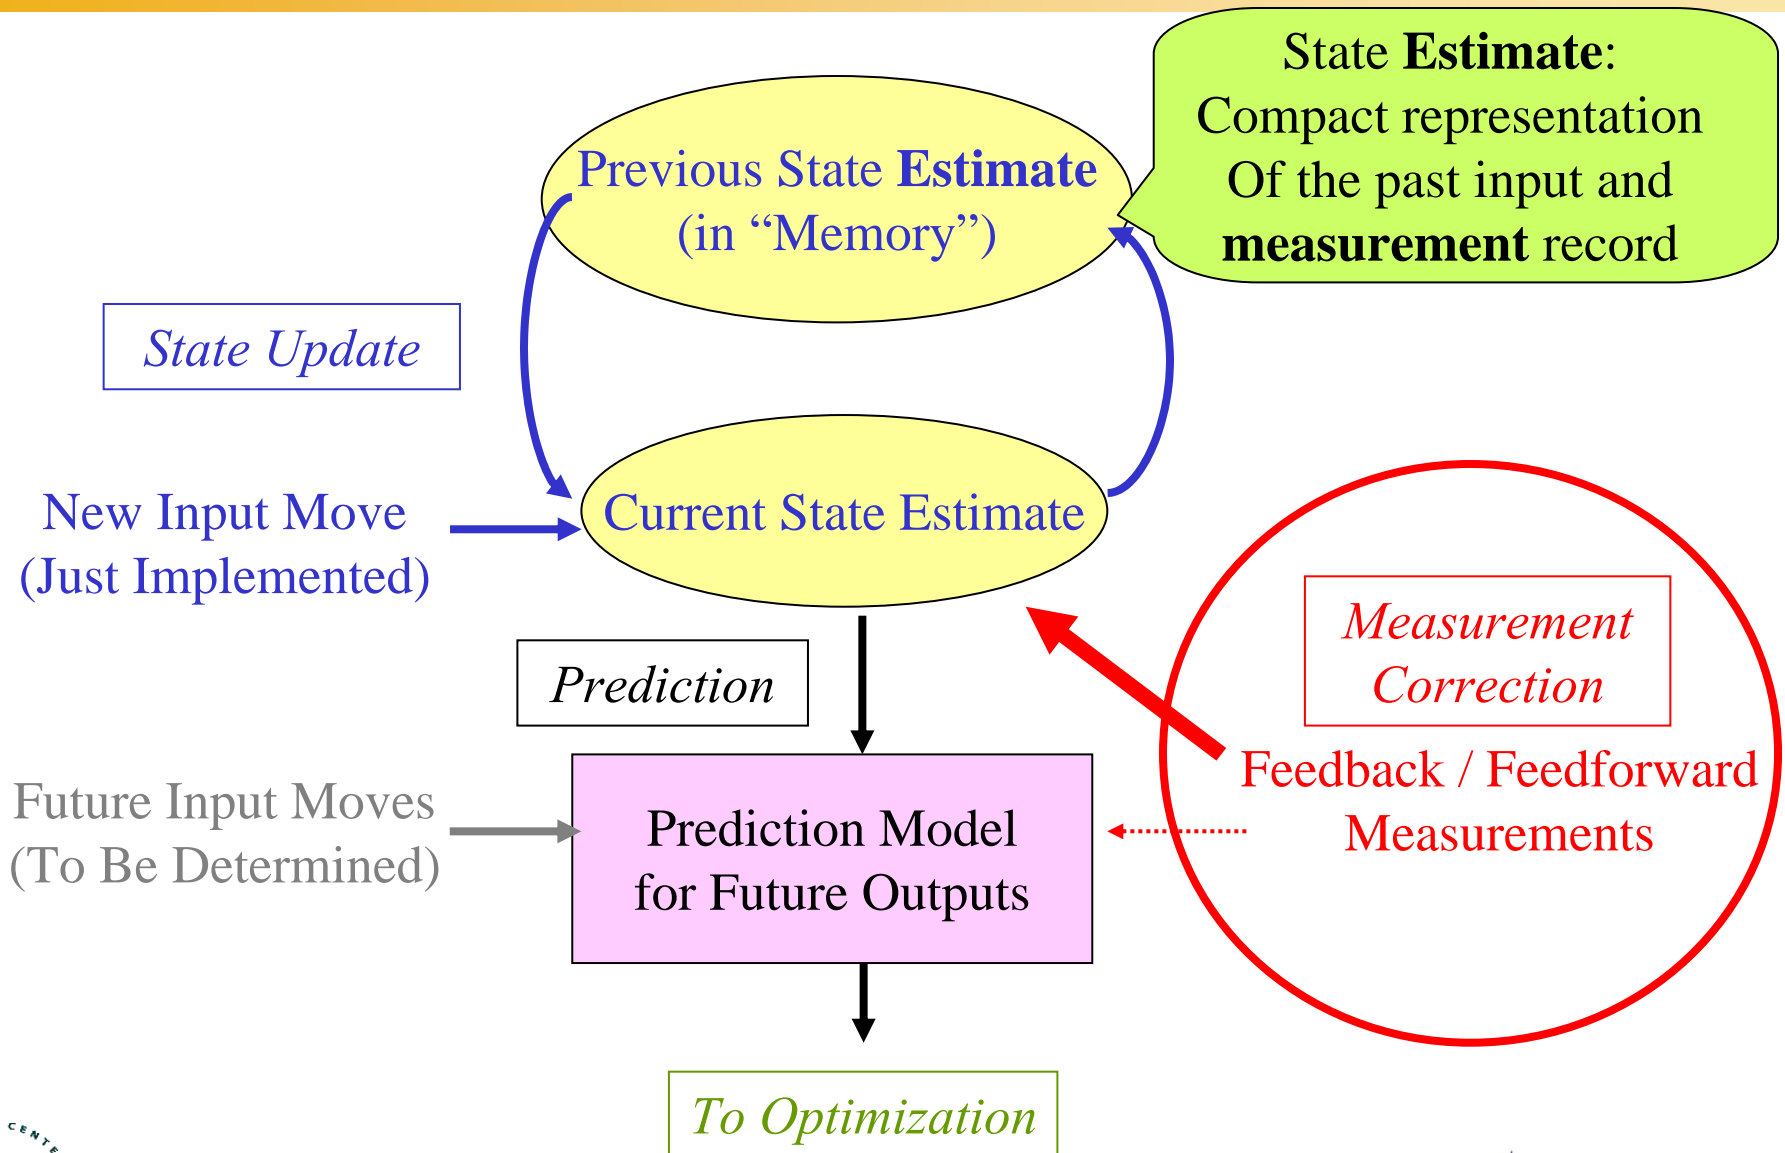 State Estimate:
Compact representation
Of the past input and
measurement record
Previous State Estimate
(in “Memory”)
State Update
Current State Estimate
New Input Move
(Just Implemented)
Measurement
Correction
Prediction
Feedback / Feedforward
Measurements
Future Input Moves
(To Be Determined)
Prediction Model
for Future Outputs
To Optimization